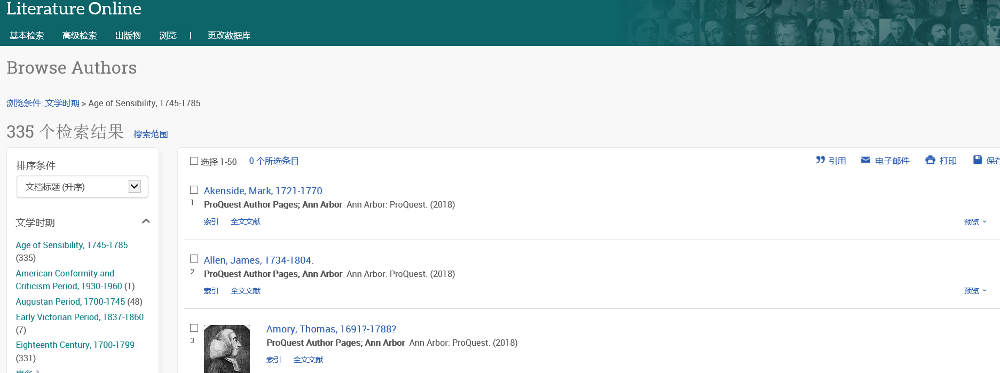 Literature Online
基本检索 高级检索 出版物 浏览 | 更改数据库
Browse Authors
浏览条件: 文学时期 > Age of Sensibility, 1745-1785
335 个检索结果 搜索范围
排序条件
文档标题 (升序)
文学时期
Age of Sensibility, 1745-1785
(335)
American Conformity and
Criticism Period, 1930-1960 (1)
Augustan Period, 1700-1745 (48)
Early Victorian Period, 1837-1860
(7)
Eighteenth Century, 1700-1799
(331)
更多
选择 1-50 0 个所选条目 引用 电子邮件 打印 保存
Akenside, Mark, 1721-1770
1 ProQuest Author Pages; Ann Arbor Ann Arbor: ProQuest. (2018)
索引 全文文献 预览
Allen, James, 1734-1804.
2 ProQuest Author Pages; Ann Arbor Ann Arbor: ProQuest. (2018)
索引 全文文献 预览
Amory, Thomas, 1691?-1788?
3 ProQuest Author Pages; Ann Arbor Ann Arbor: ProQuest. (2018)
索引 全文文献